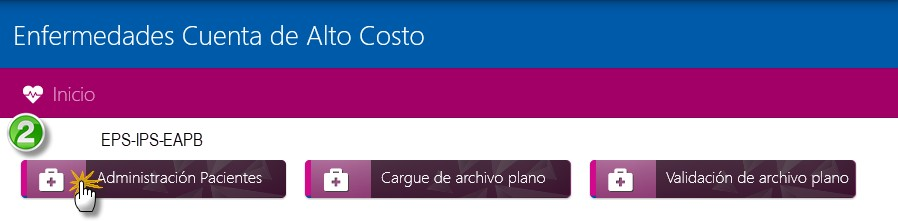 Enfermedades Cuenta de Alto Costo
Inicio
2
EPS-IPS-EAPB
Administración Pacientes
Cargue de archivo plano
Validación de archivo plano